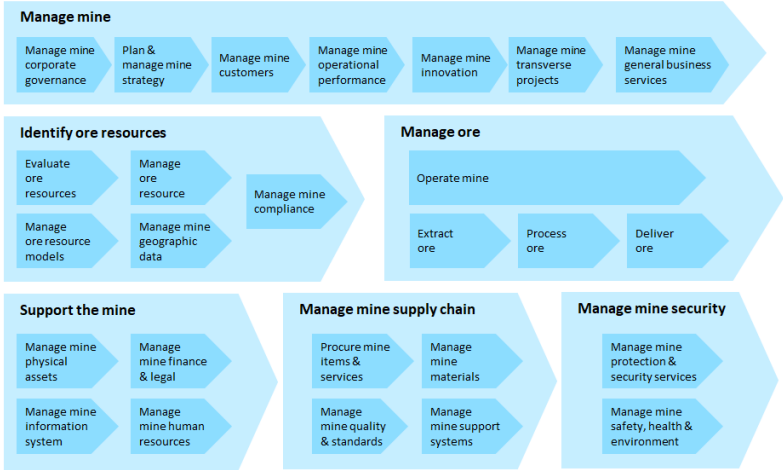 Manage mine
Manage mine
corporate
governance
Plan &
manage mine
strategy
Manage mine
customers
Manage mine
operational
performance
Manage mine
innovation
Manage mine
transverse
projects
Manage mine
general business
services
Identify ore resources
Evaluate
ore
resources
Manage
ore
resource
Manage
ore resource
models
Manage mine
geographic
data
Manage mine
compliance
Manage ore
Operate mine
Extract
ore
Process
ore
Deliver
ore
Support the mine
Manage mine
physical
assets
Manage
mine finance
& legal
Manage mine
information
system
Manage
mine human
resources
Manage mine supply chain
Procure mine
items &
services
Manage
mine
materials
Manage
mine quality
& standards
Manage
mine support
systems
Manage mine security
Manage mine
protection &
security services
Manage mine
safety, health &
environment